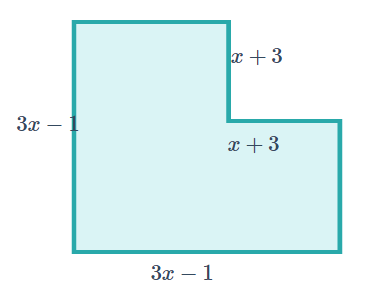 x + 3
3x − 1
x + 3
3x − 1